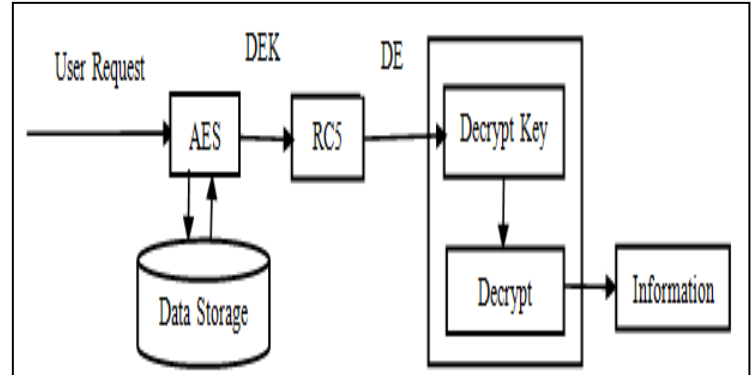 User Request
DEK
DE
AES
RC5
Decrypt Key
Data Storage
Decrypt
Information